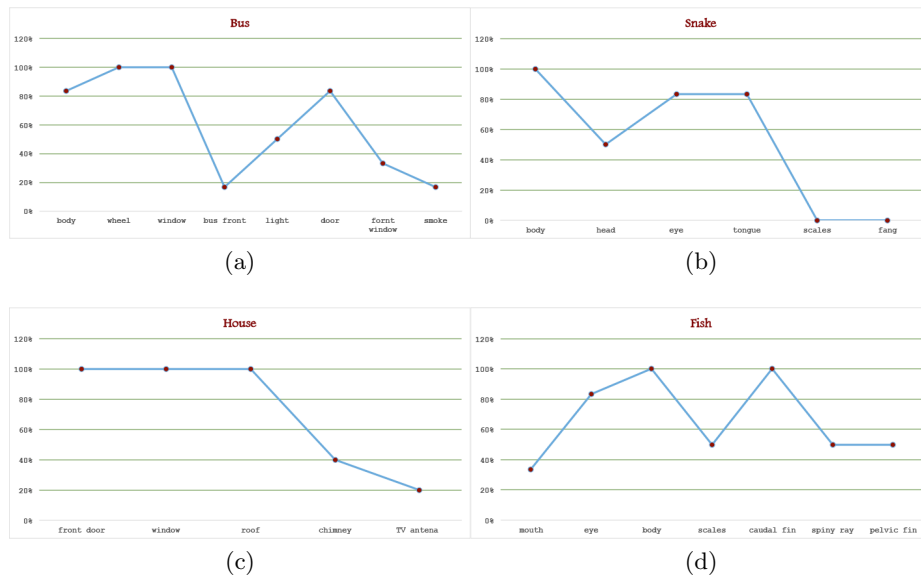 Bus
120%
100%
80%
60%
40%
20%
0%
body wheel window bus front light door fornt window smoke
(a)
Snake
120%
100%
80%
60%
40%
20%
0%
body head eye tongue scales fang
(b)
House
120%
100%
80%
60%
40%
20%
0%
front door window roof chimney TV antena
(c)
Fish
120%
100%
80%
60%
40%
20%
0%
mouth eye body scales caudal fin spiny ray pelvic fin
(d)